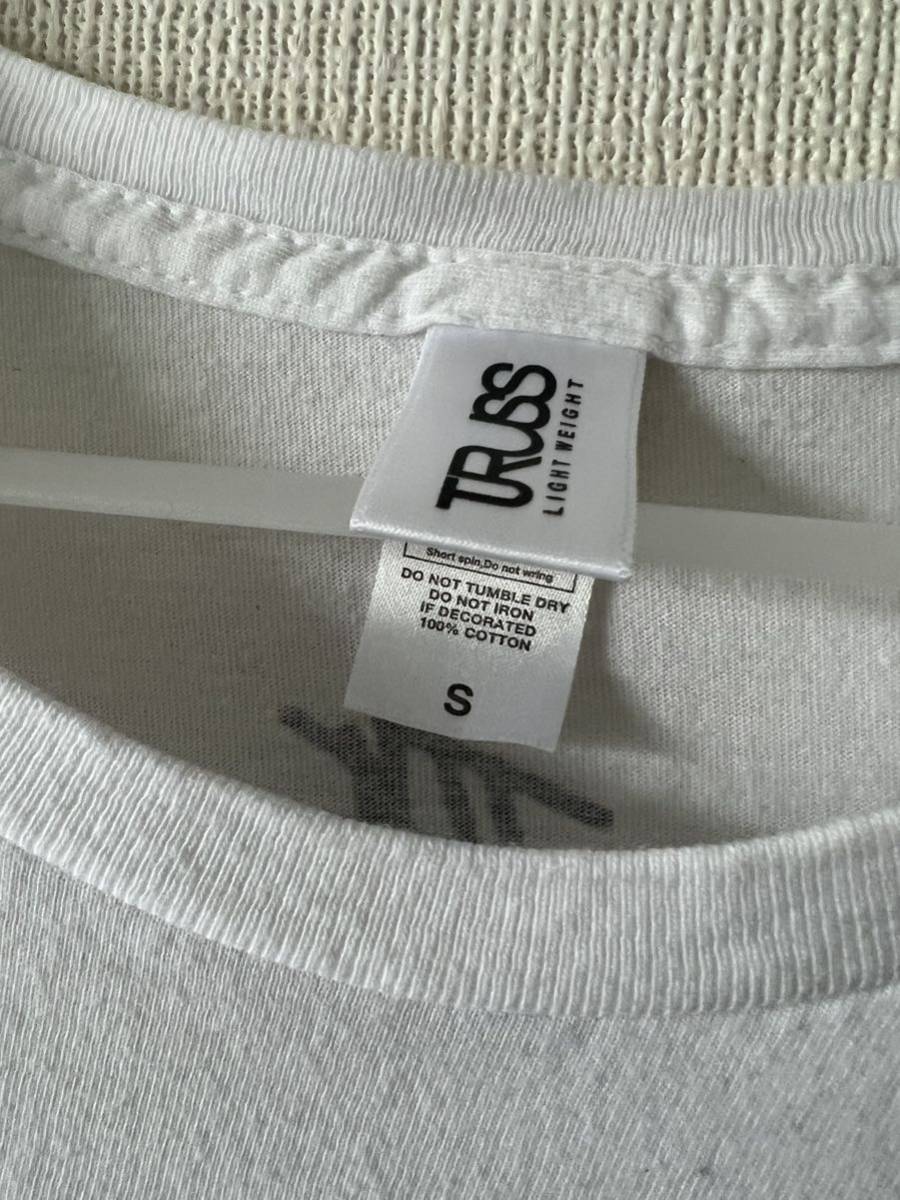 TRUSS
LIGHT WEIGHT
Short spin,Do not wring
DO NOT TUMBLE DRY
DO NOT IRON
IF DECORATED
100% COTTON
S